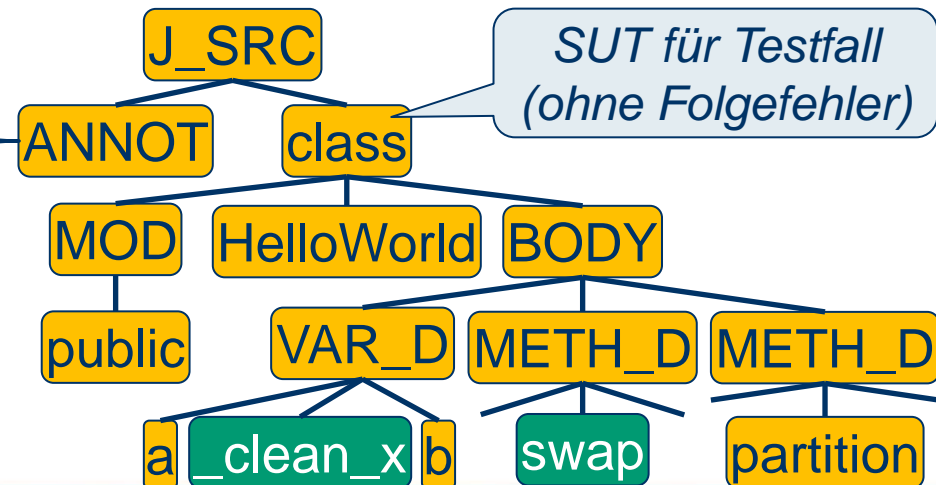 J_SRC
SUT für Testfall
(ohne Folgefehler)
ANNOT
class
MOD
HelloWorld
BODY
public
VAR_D
METH_D
METH_D
a
_clean_x
b
swap
partition